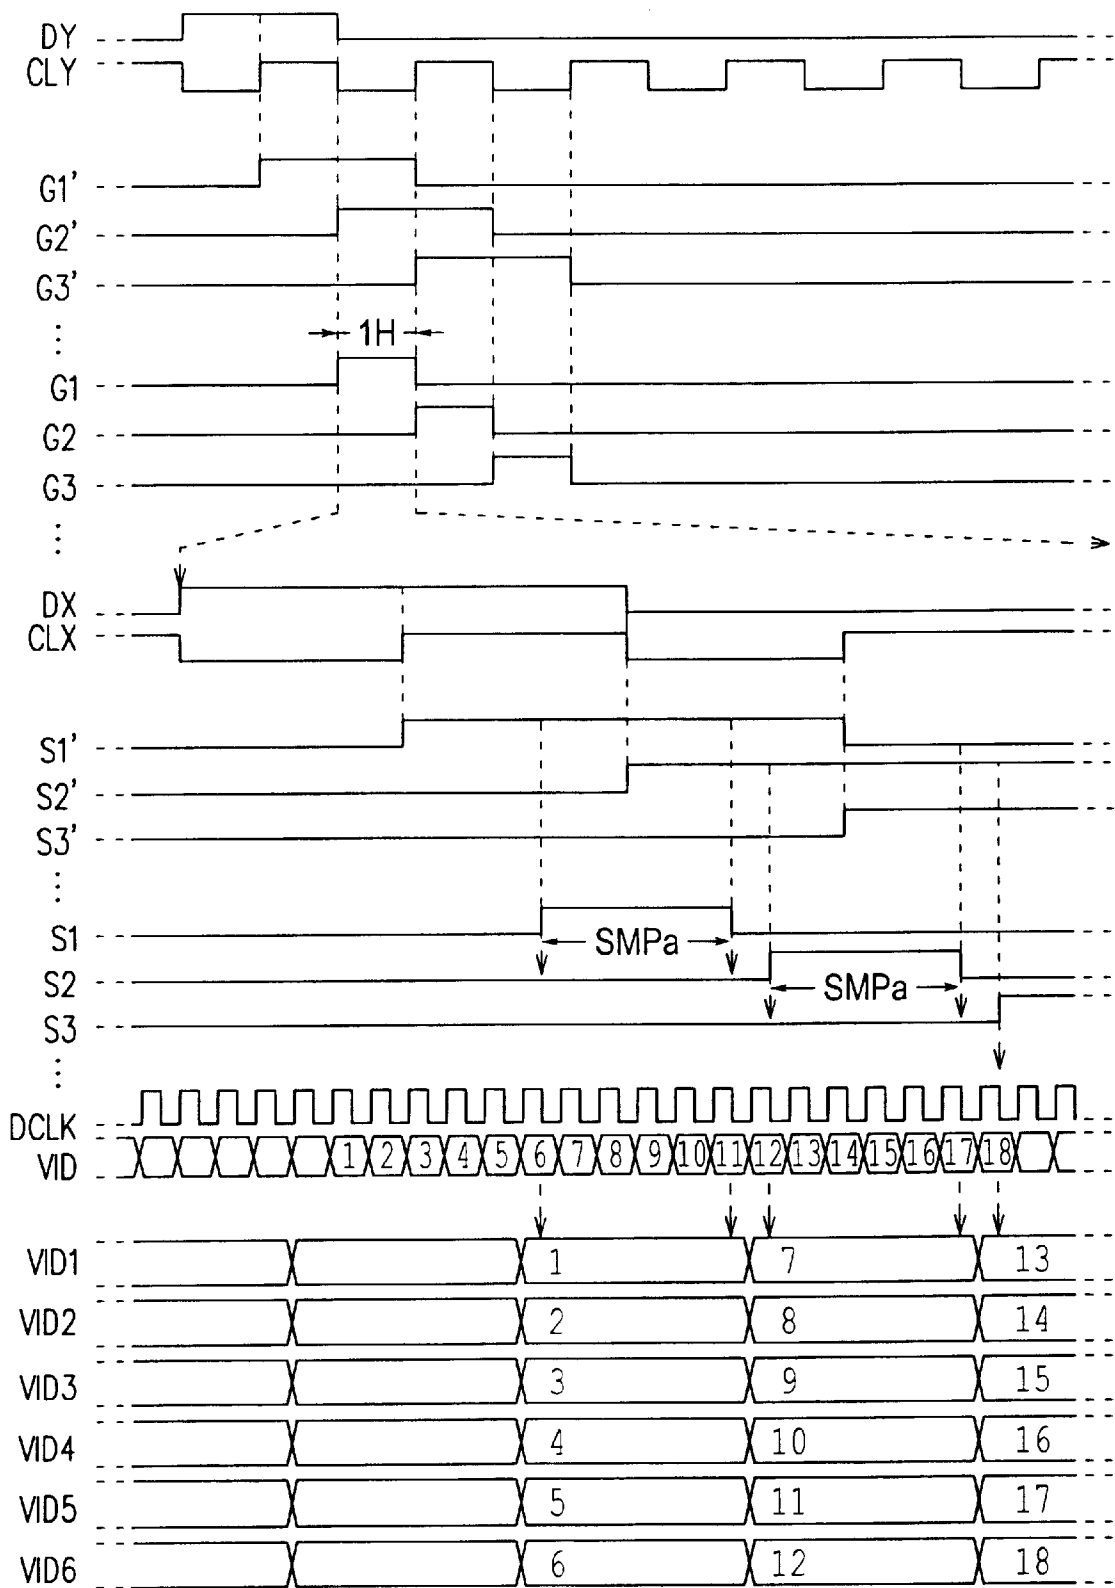 DY
CLY
G1'
G2'
G3'
1H
⋮
G1
G2
G3
⋮
DX
CLX
S1'
S2'
S3'
⋮
S1 SMPa
S2 SMPa
S3
⋮
DCLK
VID 1 2 3 4 5 6 7 8 9 10 11 12 13 14 15 16 17 18
VID1 1 7 13
VID2 2 8 14
VID3 3 9 15
VID4 4 10 16
VID5 5 11 17
VID6 6 12 18